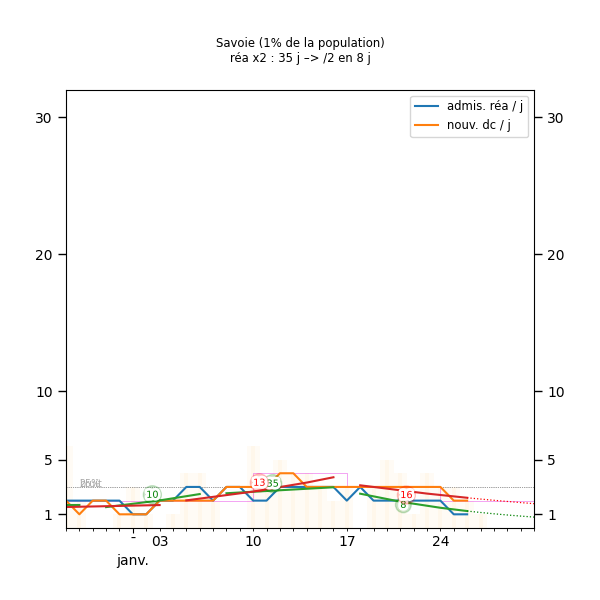 Savoie (1% de la population)
réa x2 : 35 j –> /2 en 8 j
admis. réa / j
nouv. dc / j
30 30
20 20
10 10
5 5
1 1
10 13 35 16 8
- 03 10 17 24
janv.